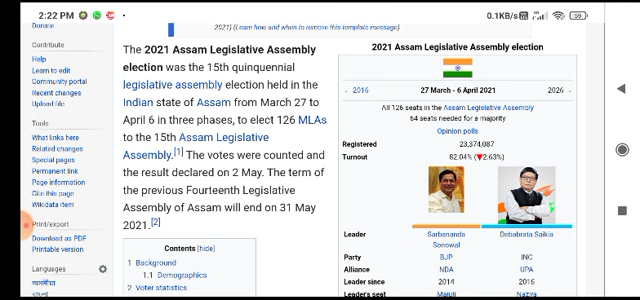 2:22 PM
0.1KB/s
59
Donate
2021) (Learn how and when to remove this template message)
Contribute
Help
Learn to edit
Community portal
Recent changes
Upload file
Tools
What links here
Related changes
Special pages
Permanent link
Page information
Cite this page
Wikidata item
Print/export
Download as PDF
Printable version
Languages
অসমীয়া
The 2021 Assam Legislative Assembly
election was the 15th quinquennial
legislative assembly election held in the
Indian state of Assam from March 27 to
April 6 in three phases, to elect 126 MLAs
to the 15th Assam Legislative
Assembly.[1] The votes were counted and
the result declared on 2 May. The term of
the previous Fourteenth Legislative
Assembly of Assam will end on 31 May
2021.[2]
Contents [hide]
1 Background
1.1 Demographics
2 Voter statistics
2021 Assam Legislative Assembly election
← 2016 27 March - 6 April 2021 2026 →
All 126 seats in the Assam Legislative Assembly
64 seats needed for a majority
Opinion polls
Registered 23,374,087
Turnout 82.04% (▼2.63%)
Leader Sarbananda Sonowal Debabrata Saikia
Party BJP INC
Alliance NDA UPA
Leader since 2014 2016
Leader's seat Majuli Nazira